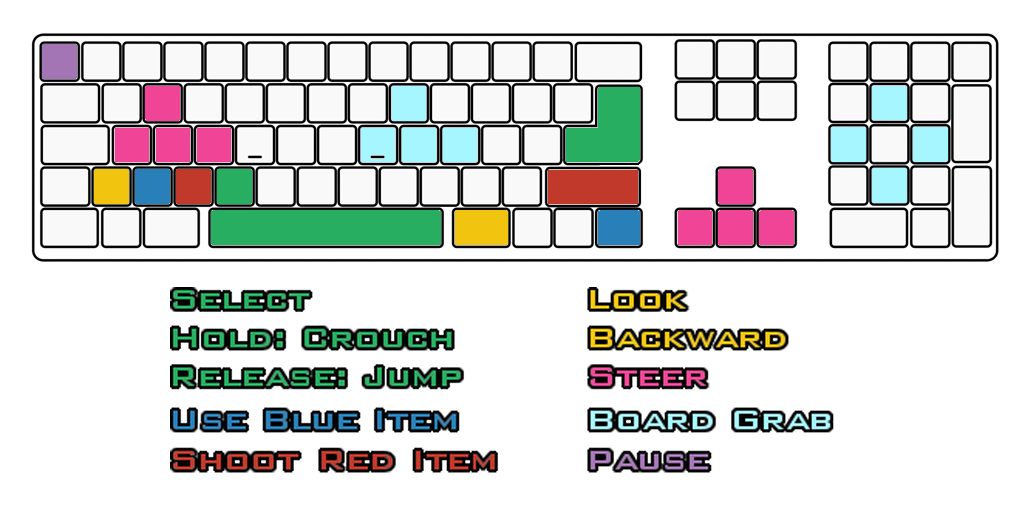 Select
Hold: Crouch
Release: Jump
Use Blue Item
Shoot Red Item
Look
Backward
Steer
Board Grab
Pause